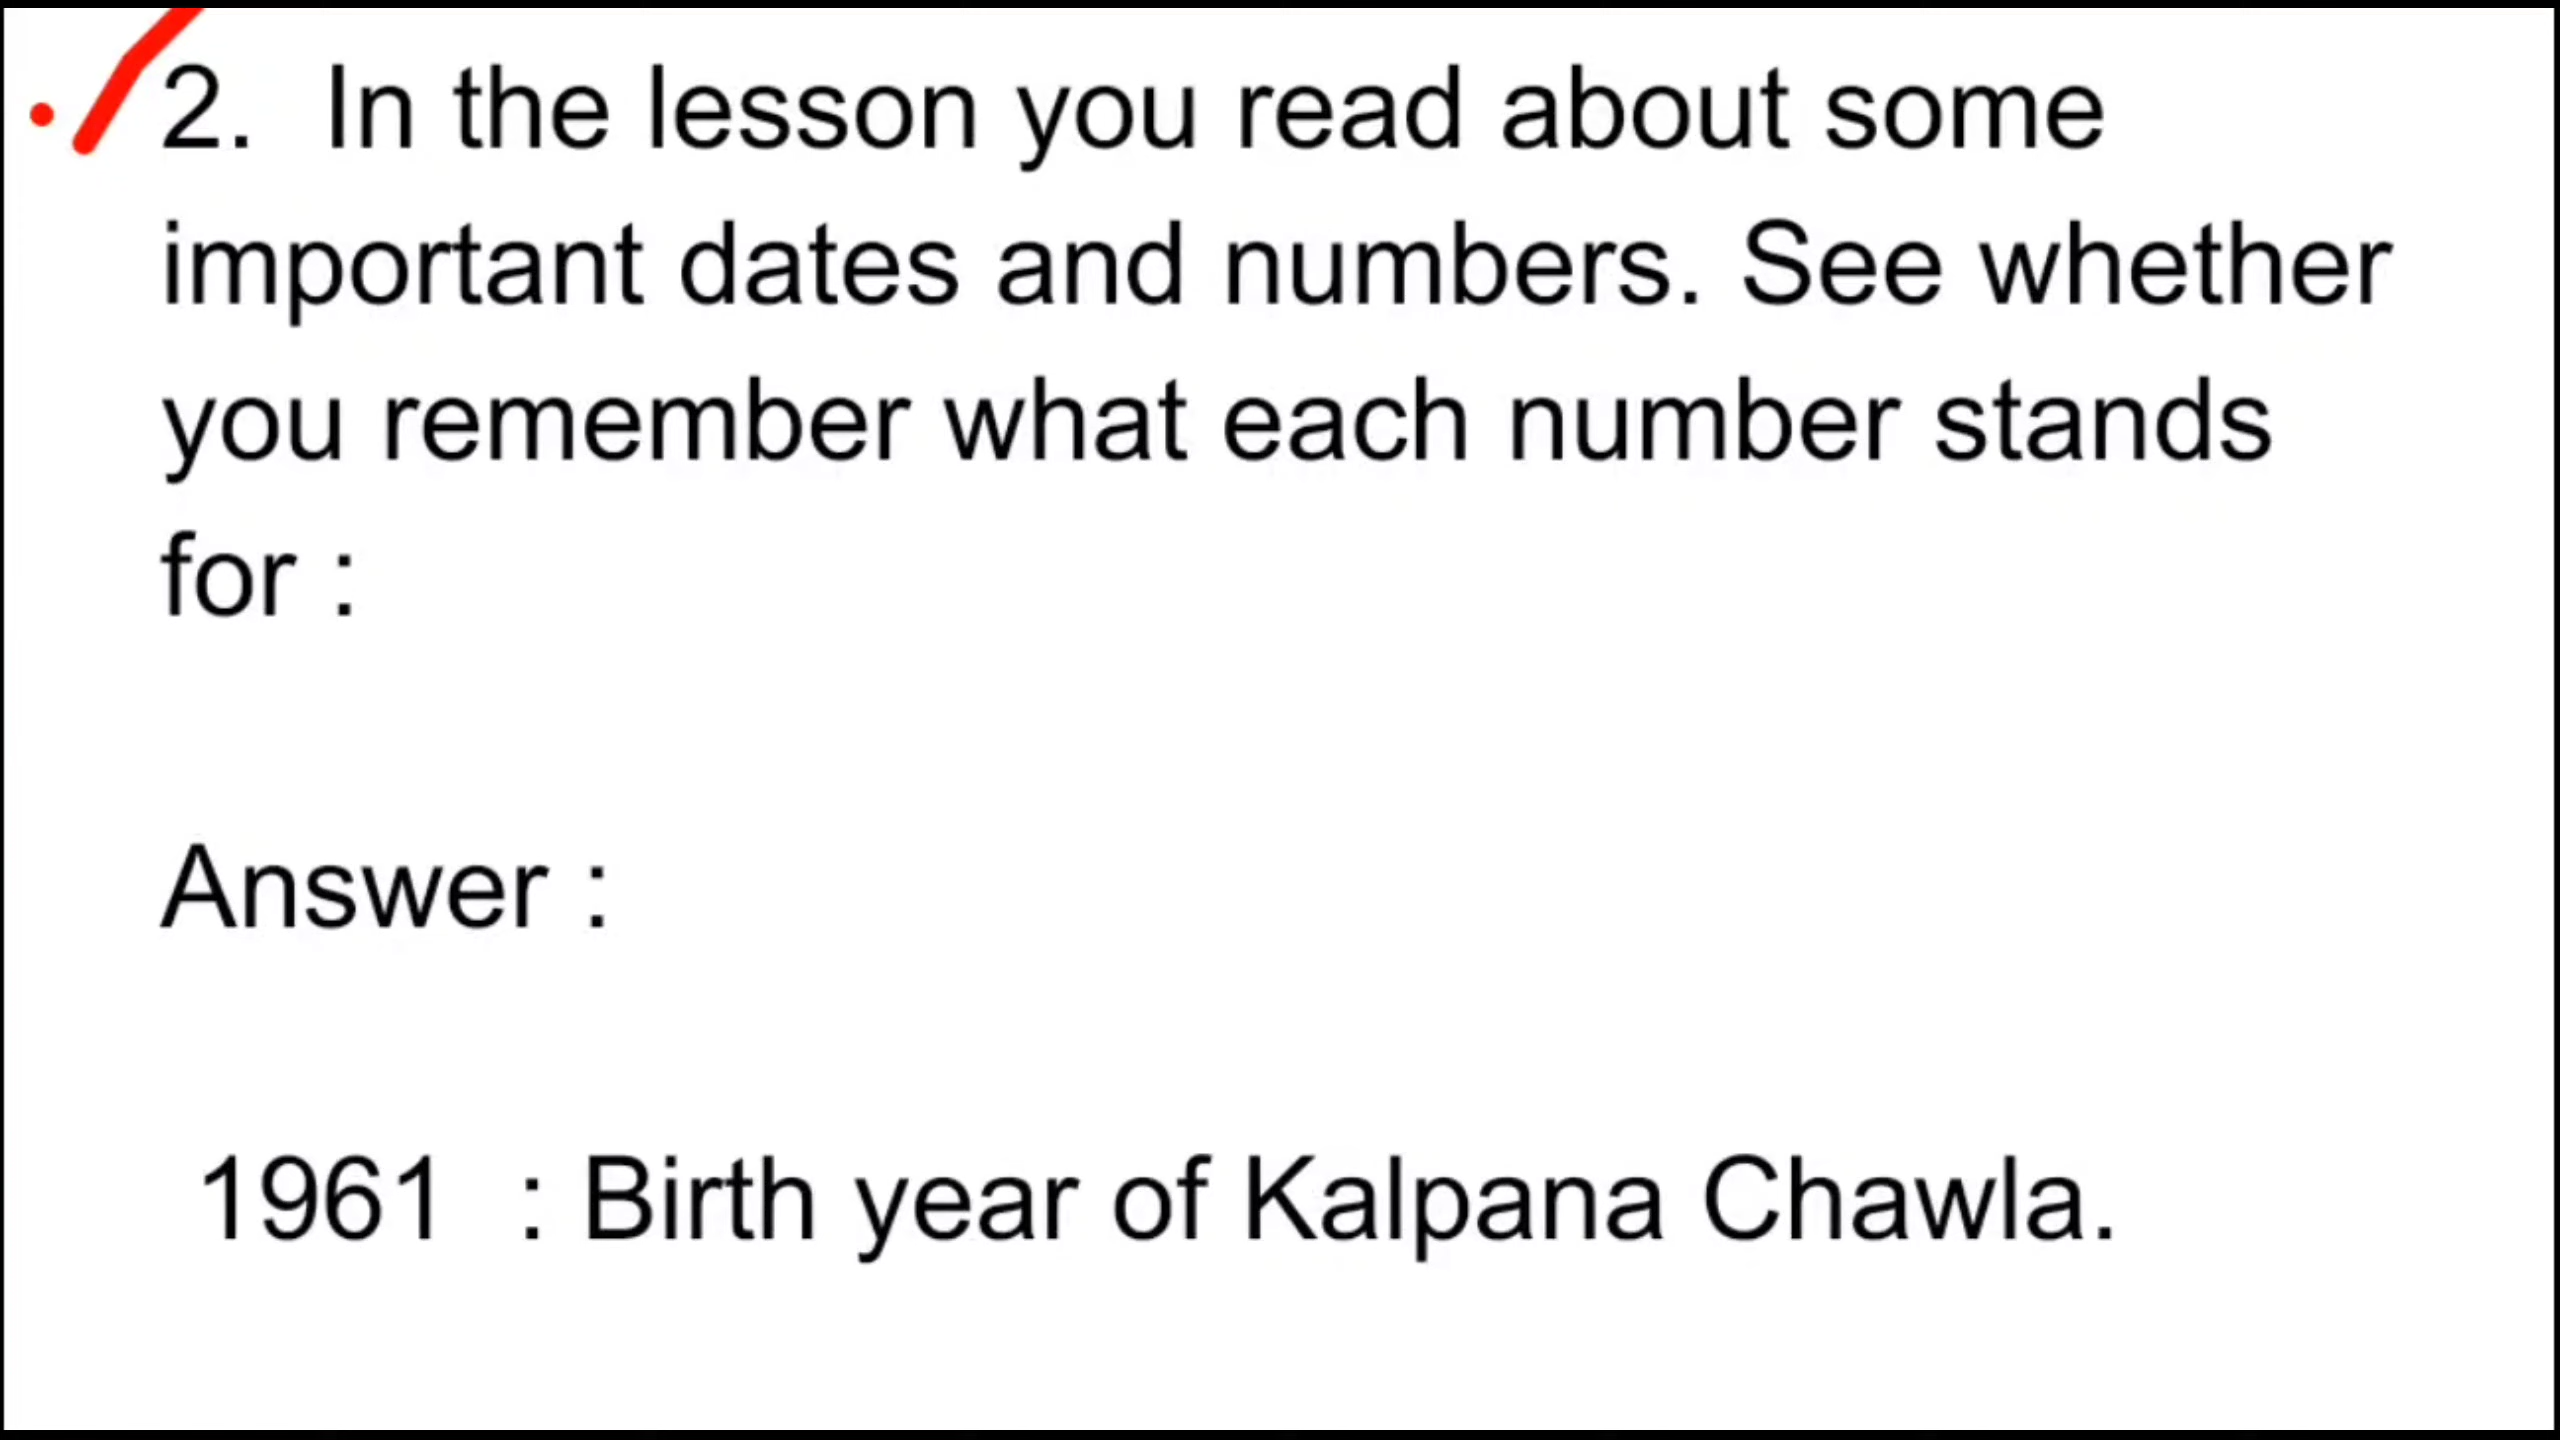 2. In the lesson you read about some
important dates and numbers. See whether
you remember what each number stands
for :
Answer :
1961 : Birth year of Kalpana Chawla.